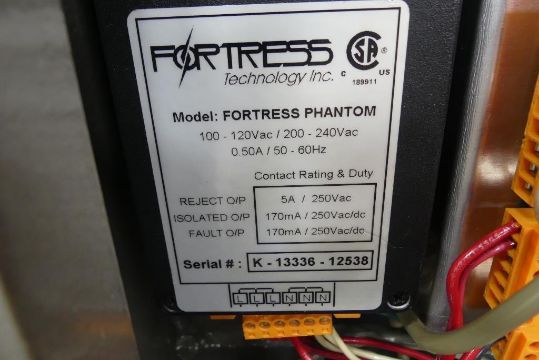 FORTRESS
Technology Inc.
C US
189911
Model: FORTRESS PHANTOM
100 - 120Vac / 200 - 240Vac
0.50A / 50 - 60Hz
Contact Rating & Duty
REJECT O/P 5A / 250Vac
ISOLATED O/P 170mA / 250Vac/dc
FAULT O/P 170mA / 250Vac/dc
Serial # : K - 13336 - 12538
L L L N N N